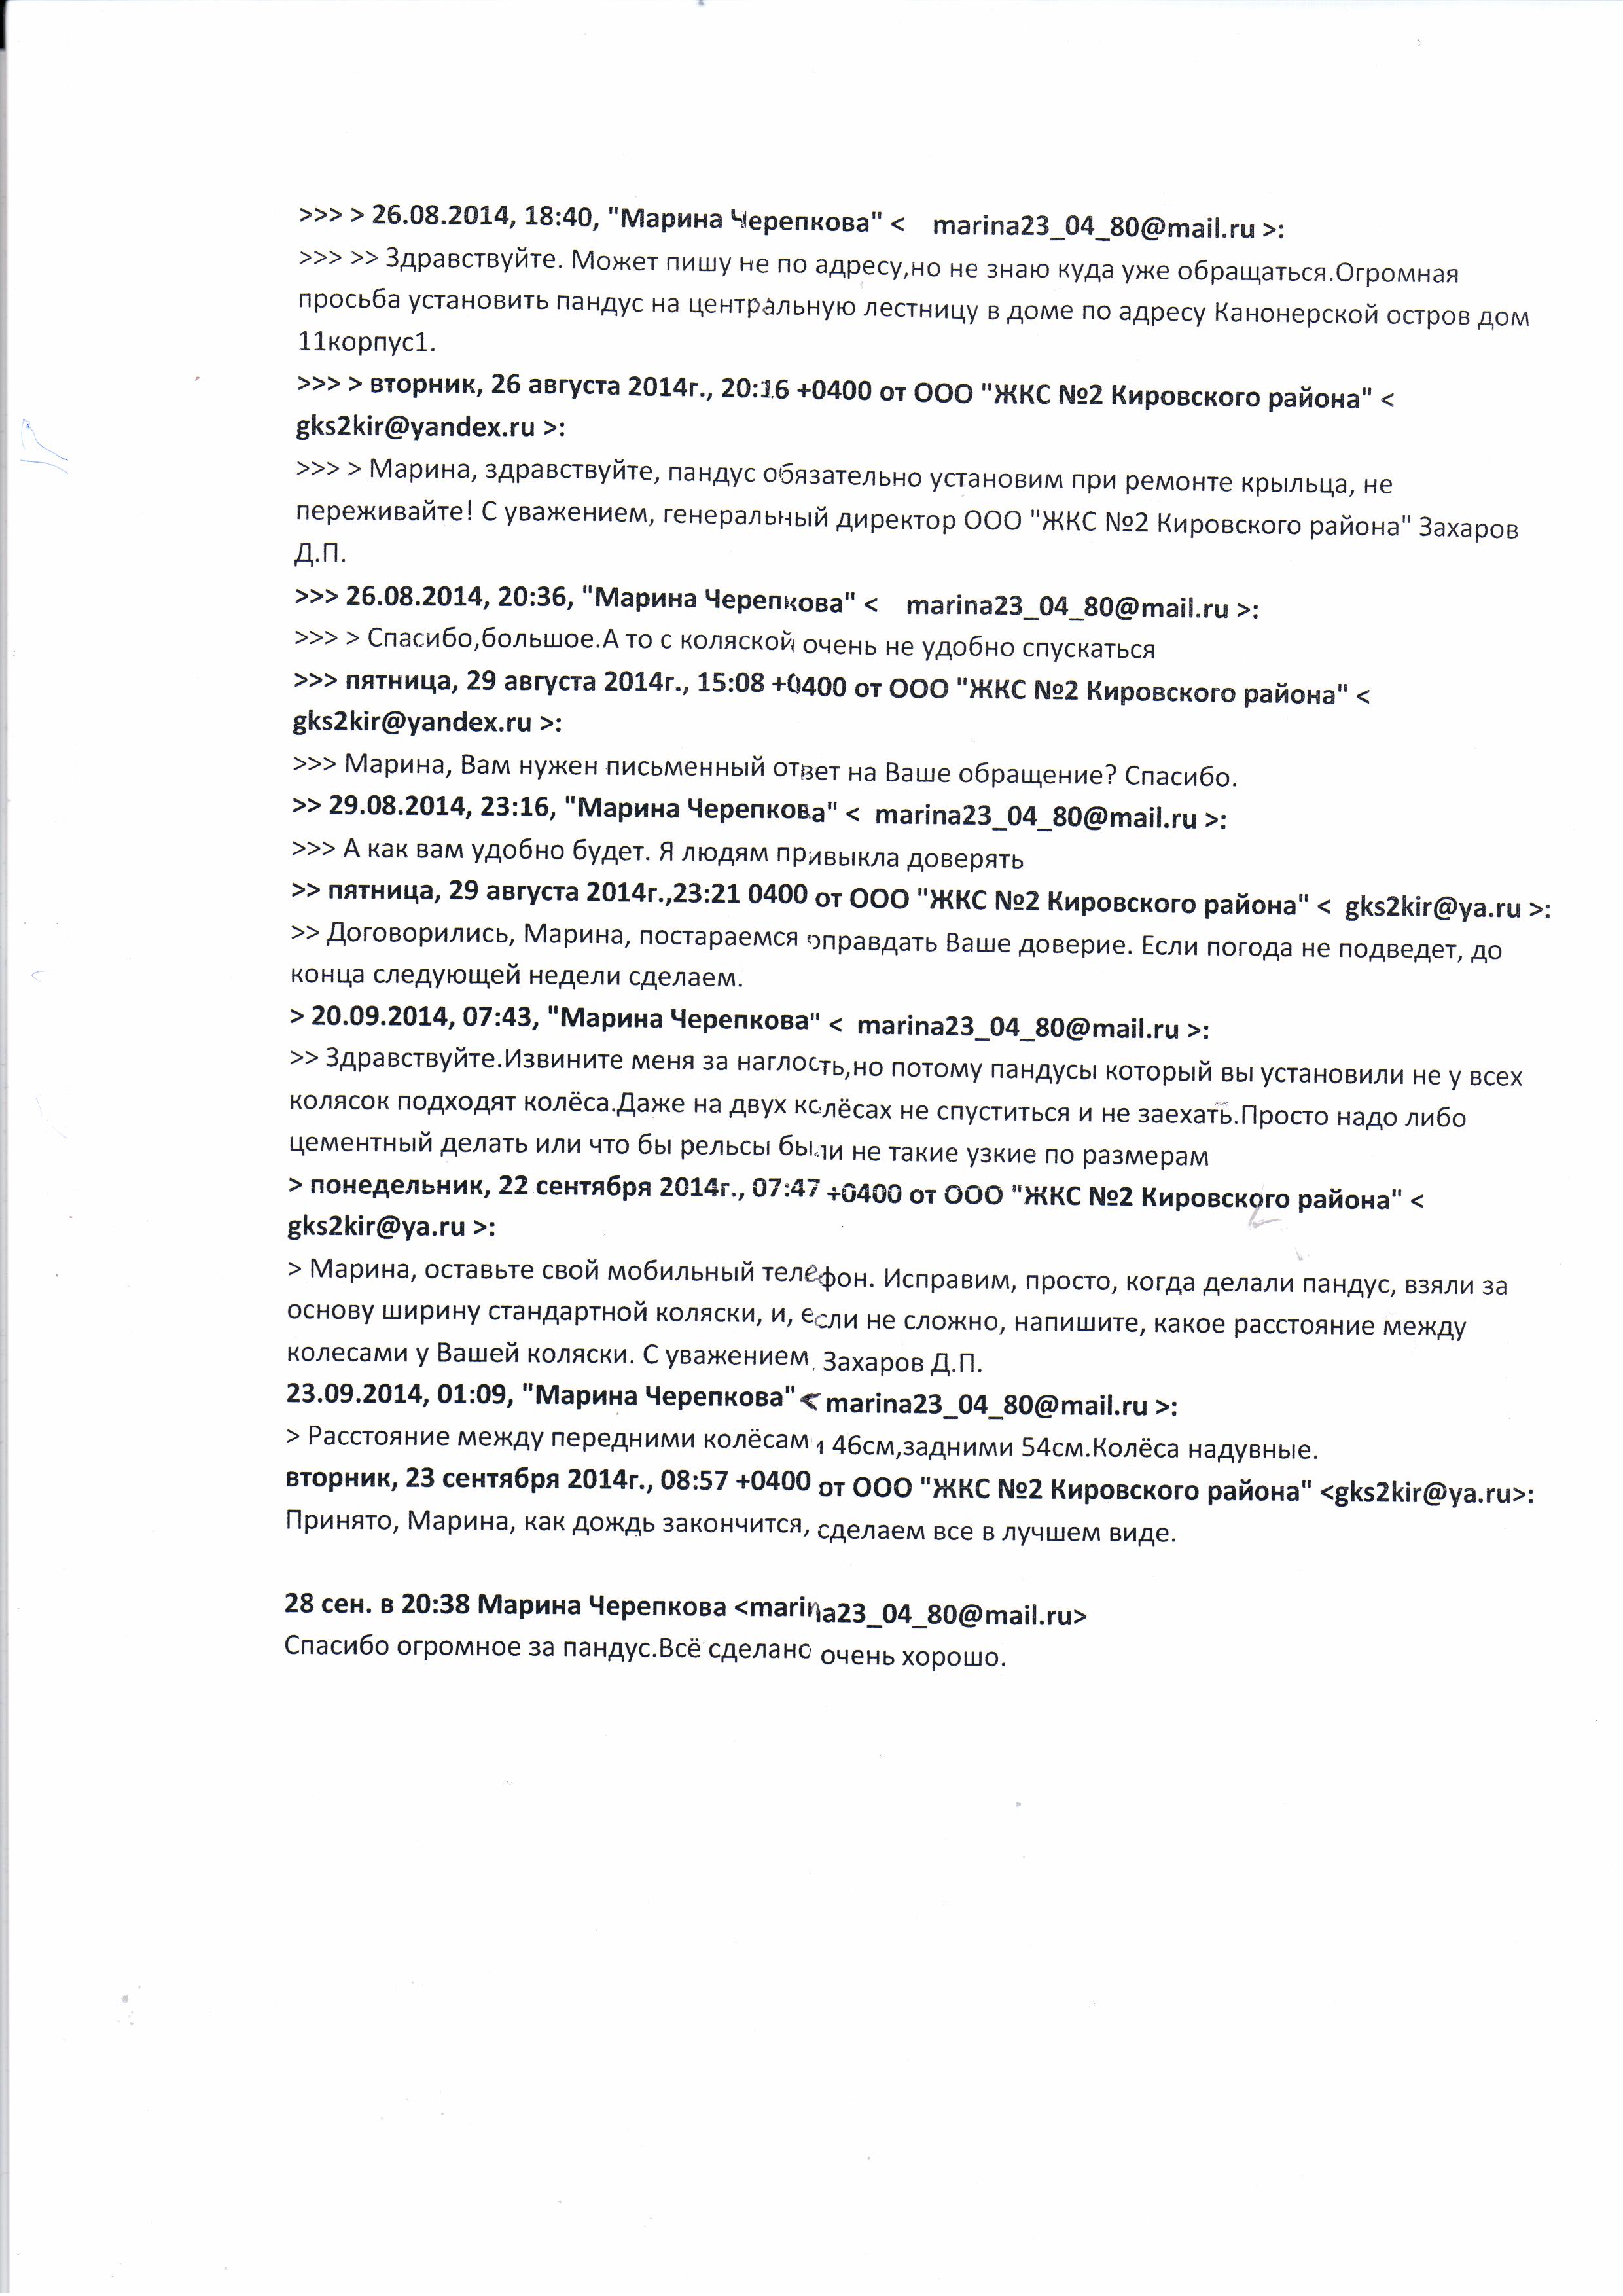 >>> > 26.08.2014, 18:40, "Марина Черепкова" < marina23_04_80@mail.ru >:
>>> >> Здравствуйте. Может пишу не по адресу,но не знаю куда уже обращаться.Огромная
просьба установить пандус на центральную лестницу в доме по адресу Канонерской остров дом
11корпус1.
>>> > вторник, 26 августа 2014г., 20:16 +0400 от ООО "ЖКС №2 Кировского района" <
gks2kir@yandex.ru >:
>>> > Марина, здравствуйте, пандус обязательно установим при ремонте крыльца, не
переживайте! С уважением, генеральный директор ООО "ЖКС №2 Кировского района" Захаров
Д.П.
>>> 26.08.2014, 20:36, "Марина Черепкова" < marina23_04_80@mail.ru >:
>>> > Спасибо,большое.А то с коляской очень не удобно спускаться
>>> пятница, 29 августа 2014г., 15:08 +0400 от ООО "ЖКС №2 Кировского района" <
gks2kir@yandex.ru >:
>>> Марина, Вам нужен письменный ответ на Ваше обращение? Спасибо.
>> 29.08.2014, 23:16, "Марина Черепкова" < marina23_04_80@mail.ru >:
>>> А как вам удобно будет. Я людям привыкла доверять
>> пятница, 29 августа 2014г.,23:21 0400 от ООО "ЖКС №2 Кировского района" < gks2kir@ya.ru >:
>> Договорились, Марина, постараемся оправдать Ваше доверие. Если погода не подведет, до
конца следующей недели сделаем.
> 20.09.2014, 07:43, "Марина Черепкова" < marina23_04_80@mail.ru >:
>> Здравствуйте.Извините меня за наглость,но потому пандусы который вы установили не у всех
колясок подходят колёса.Даже на двух колёсах не спуститься и не заехать.Просто надо либо
цементный делать или что бы рельсы были не такие узкие по размерам
> понедельник, 22 сентября 2014г., 07:47 +0400 от ООО "ЖКС №2 Кировского района" <
gks2kir@ya.ru >:
> Марина, оставьте свой мобильный телефон. Исправим, просто, когда делали пандус, взяли за
основу ширину стандартной коляски, и, если не сложно, напишите, какое расстояние между
колесами у Вашей коляски. С уважением, Захаров Д.П.
23.09.2014, 01:09, "Марина Черепкова" < marina23_04_80@mail.ru >:
> Расстояние между передними колёсами 46см,задними 54см.Колёса надувные.
вторник, 23 сентября 2014г., 08:57 +0400 от ООО "ЖКС №2 Кировского района" <gks2kir@ya.ru>:
Принято, Марина, как дождь закончится, сделаем все в лучшем виде.
28 сен. в 20:38 Марина Черепкова <marina23_04_80@mail.ru>
Спасибо огромное за пандус.Всё сделано очень хорошо.